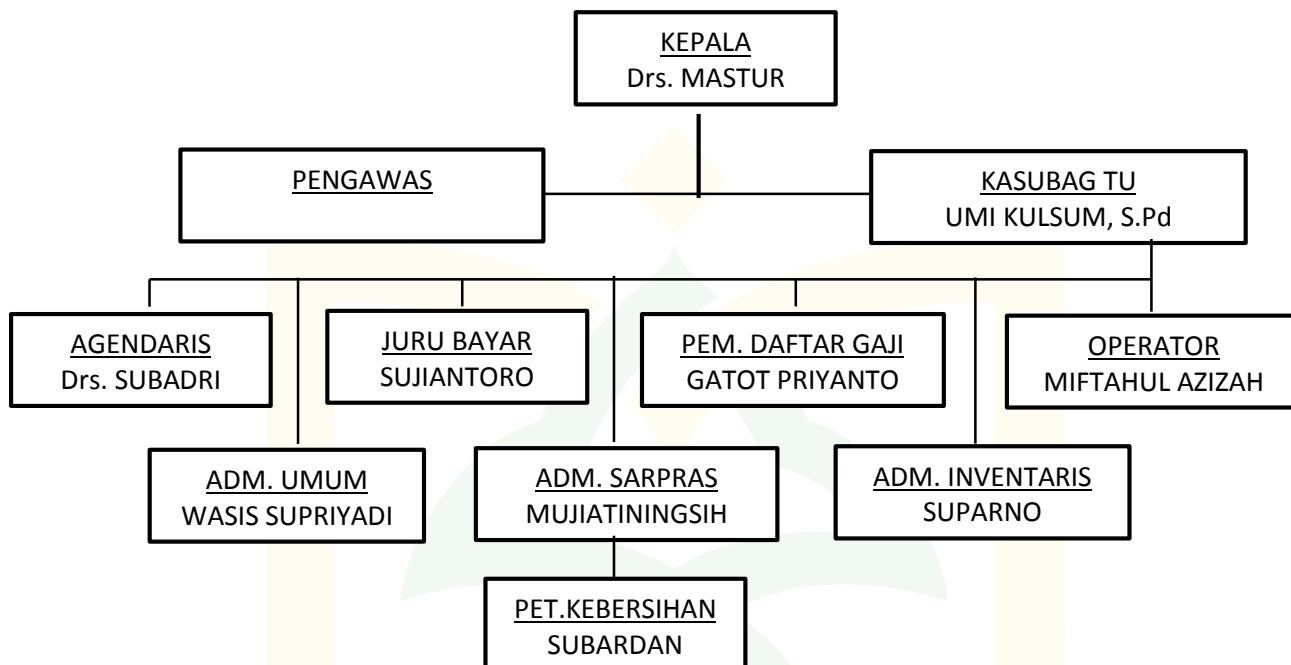 KEPALA
Drs. MASTUR
PENGAWAS
KASUBAG TU
UMI KULSUM, S.Pd
AGENDARIS
Drs. SUBADRI
JURU BAYAR
SUJIANTORO
PEM. DAFTAR GAJI
GATOT PRIYANTO
OPERATOR
MIFTAHUL AZIZAH
ADM. UMUM
WASIS SUPRIYADI
ADM. SARPRAS
MUJIATININGSIH
ADM. INVENTARIS
SUPARNO
PET.KEBERSIHAN
SUBARDAN